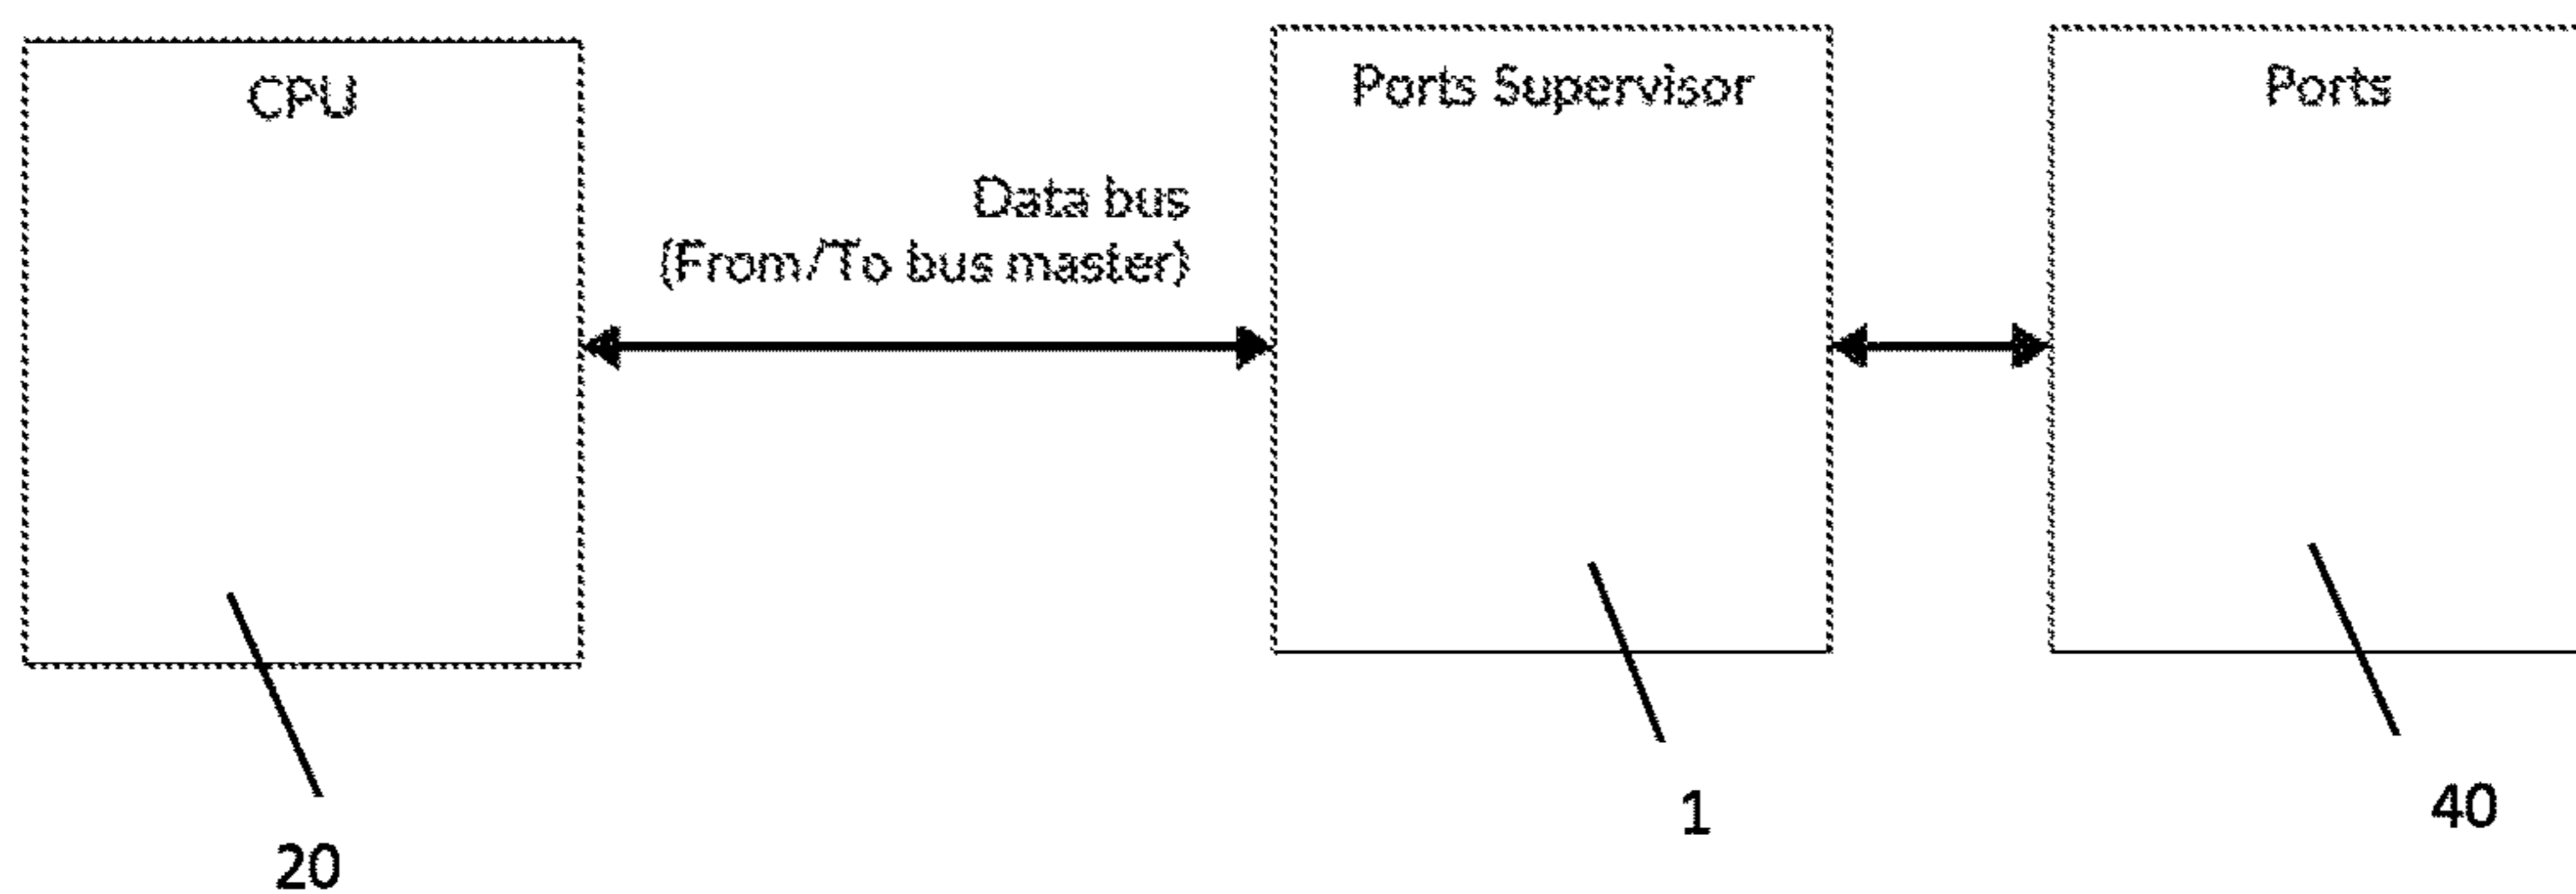 CPU
Ports Supervisor
Ports
Data bus
(From/To bus master)
20
1
40